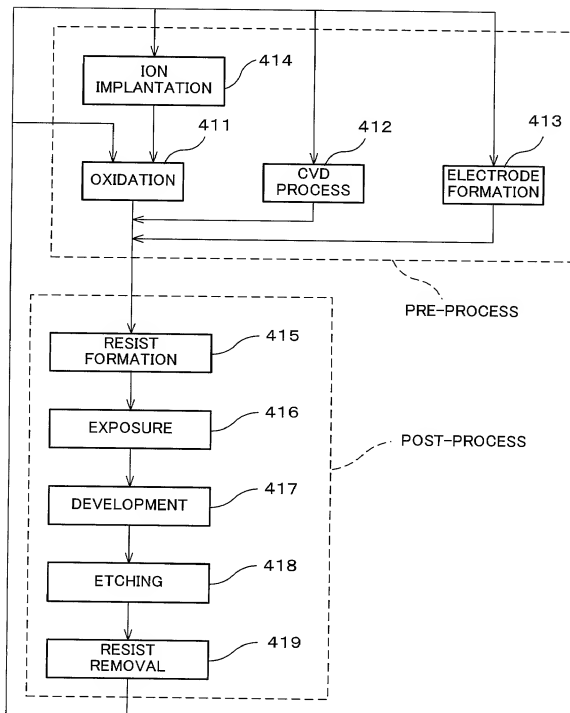 ION
IMPLANTATION
414
411
412
413
OXIDATION
CVD
PROCESS
ELECTRODE
FORMATION
PRE-PROCESS
RESIST
FORMATION
415
EXPOSURE
416
POST-PROCESS
DEVELOPMENT
417
ETCHING
418
RESIST
REMOVAL
419